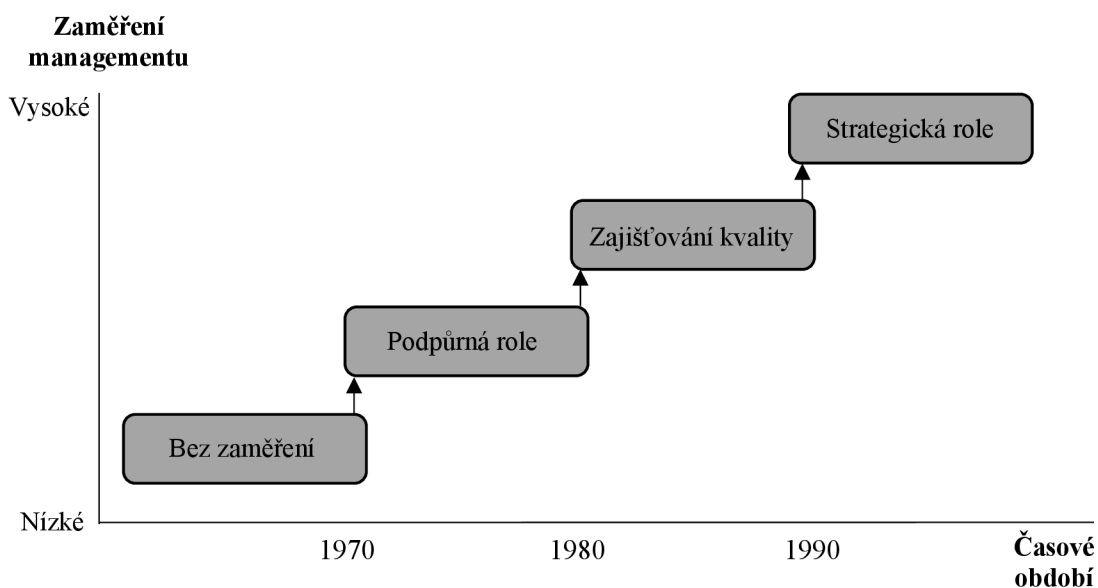 Zaměření
managementu
Vysoké
Strategická role
Zajišťování kvality
Podpůrná role
Bez zaměření
Nízké
1970
1980
1990
Časové
období